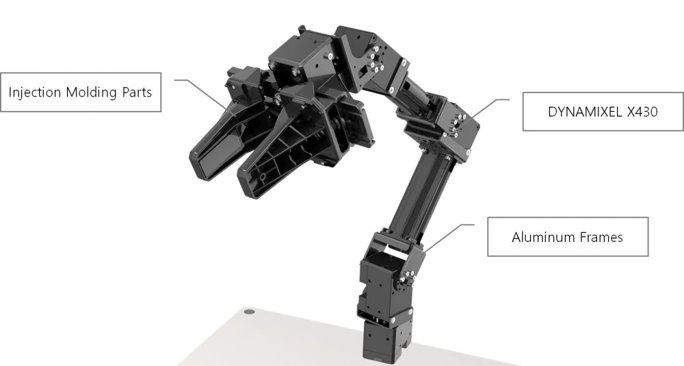 Injection Molding Parts
DYNAMIXEL X430
Aluminum Frames